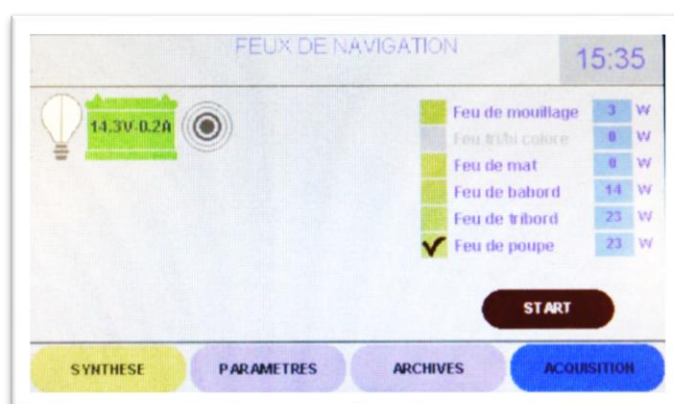 FEUX DE NAVIGATION
15:35
14.3V-0.2A
Feu de mouillage 3 W
Feu tri/bi colore 0 W
Feu de mat 0 W
Feu de babord 14 W
Feu de tribord 23 W
Feu de poupe 23 W
START
SYNTHESE PARAMETRES ARCHIVES ACQUISITION